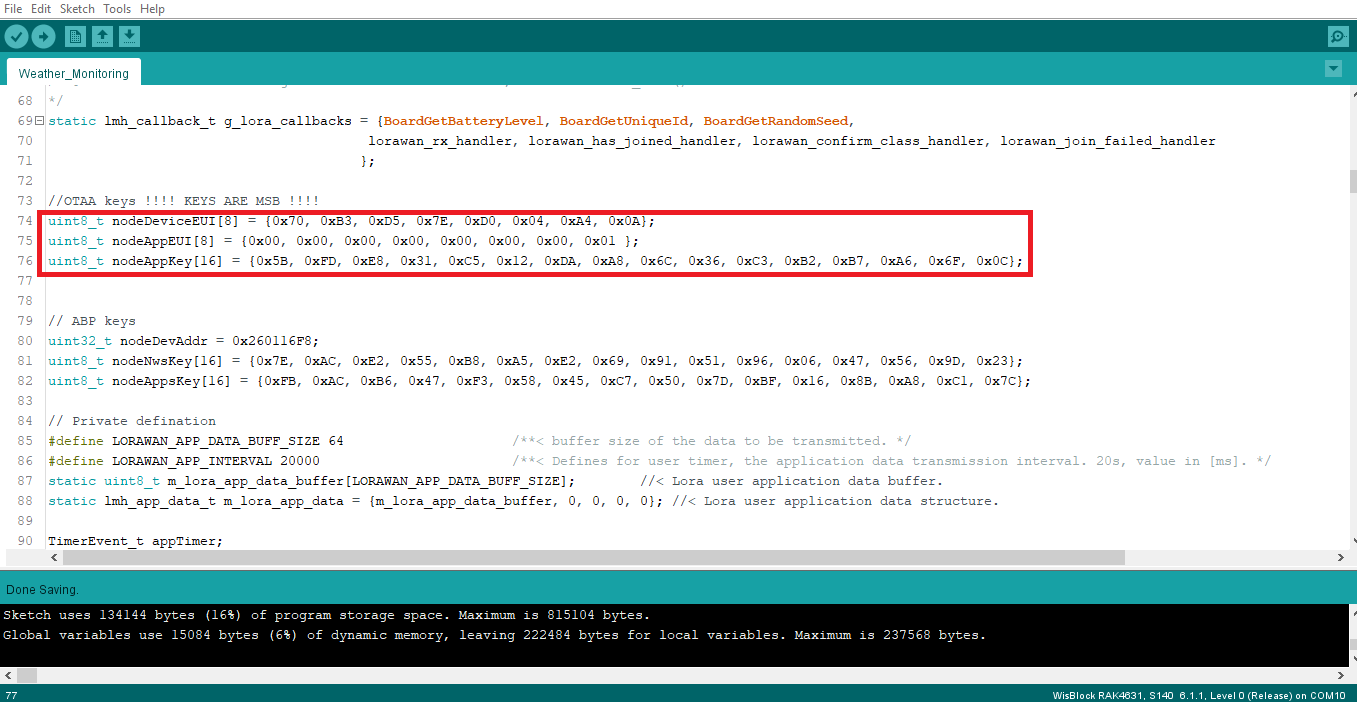 File Edit Sketch Tools Help
Weather_Monitoring
68 */
69 static lmh_callback_t g_lora_callbacks = {BoardGetBatteryLevel, BoardGetUniqueId, BoardGetRandomSeed,
70 lorawan_rx_handler, lorawan_has_joined_handler, lorawan_confirm_class_handler, lorawan_join_failed_handler
71 };
72
73 //OTAA keys !!!! KEYS ARE MSB !!!!
74 uint8_t nodeDeviceEUI[8] = {0x70, 0xB3, 0xD5, 0x7E, 0xD0, 0x04, 0xA4, 0x0A};
75 uint8_t nodeAppEUI[8] = {0x00, 0x00, 0x00, 0x00, 0x00, 0x00, 0x00, 0x01 };
76 uint8_t nodeAppKey[16] = {0x5B, 0xFD, 0xE8, 0x31, 0xC5, 0x12, 0xDA, 0xA8, 0x6C, 0x36, 0xC3, 0xB2, 0xB7, 0xA6, 0x6F, 0x0C};
77
78
79 // ABP keys
80 uint32_t nodeDevAddr = 0x260116F8;
81 uint8_t nodeNwsKey[16] = {0x7E, 0xAC, 0xE2, 0x55, 0xB8, 0xA5, 0xE2, 0x69, 0x91, 0x51, 0x96, 0x06, 0x47, 0x56, 0x9D, 0x23};
82 uint8_t nodeAppsKey[16] = {0xFB, 0xAC, 0xB6, 0x47, 0xF3, 0x58, 0x45, 0xC7, 0x50, 0x7D, 0xBF, 0x16, 0x8B, 0xA8, 0xC1, 0x7C};
83
84 // Private defination
85 #define LORAWAN_APP_DATA_BUFF_SIZE 64 /**< buffer size of the data to be transmitted. */
86 #define LORAWAN_APP_INTERVAL 20000 /**< Defines for user timer, the application data transmission interval. 20s, value in [ms]. */
87 static uint8_t m_lora_app_data_buffer[LORAWAN_APP_DATA_BUFF_SIZE]; //< Lora user application data buffer.
88 static lmh_app_data_t m_lora_app_data = {m_lora_app_data_buffer, 0, 0, 0, 0}; //< Lora user application data structure.
89
90 TimerEvent_t appTimer;
Done Saving.
Sketch uses 134144 bytes (16%) of program storage space. Maximum is 815104 bytes.
Global variables use 15084 bytes (6%) of dynamic memory, leaving 222484 bytes for local variables. Maximum is 237568 bytes.
77 WisBlock RAK4631, S140 6.1.1, Level 0 (Release) on COM10